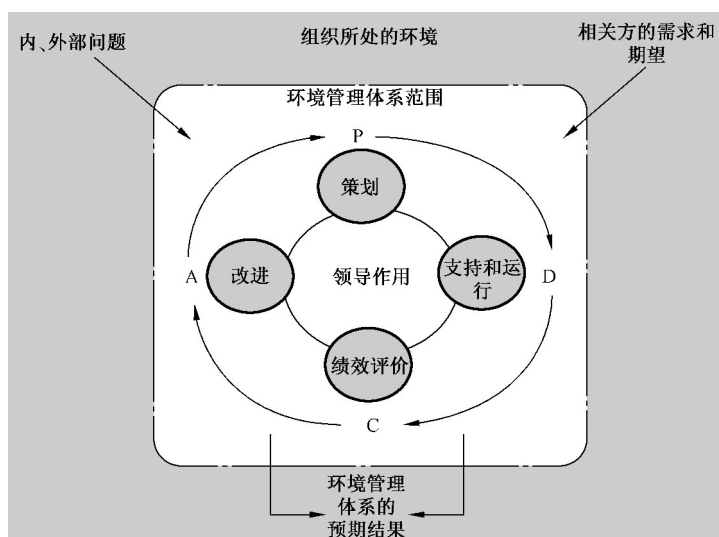 内、外部问题
组织所处的环境
相关方的需求和
期望
环境管理体系范围
P
策划
A
改进
领导作用
支持和运
行
D
绩效评价
C
环境管理
体系的
预期结果